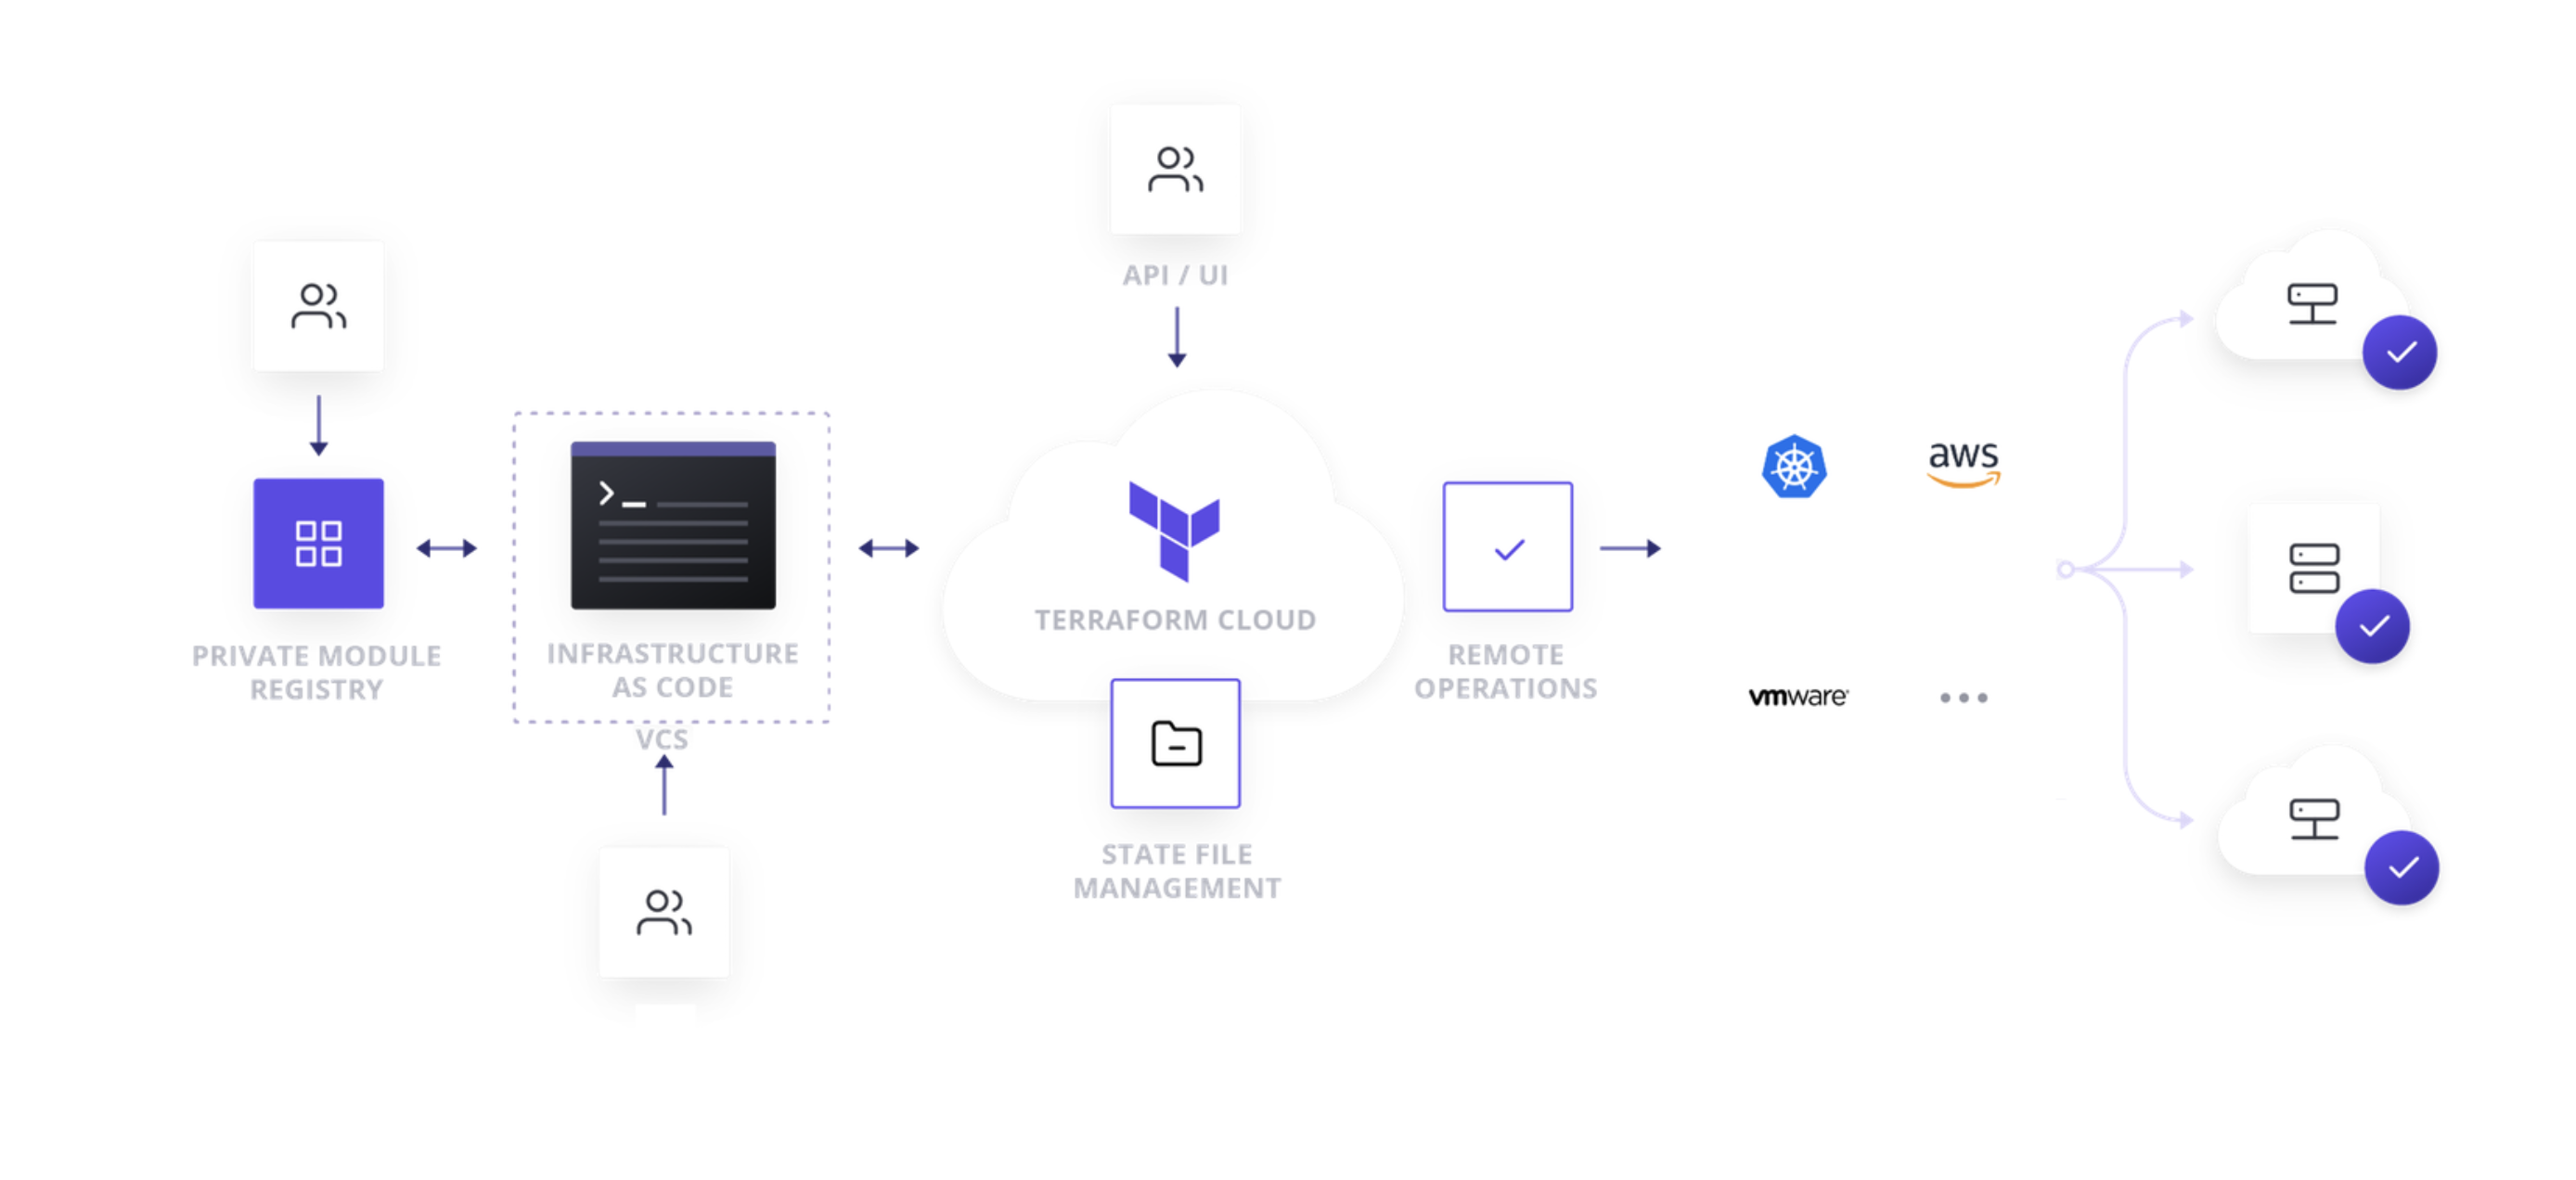 API / UI
PRIVATE MODULE
REGISTRY
INFRASTRUCTURE
AS CODE
VCS
TERRAFORM CLOUD
STATE FILE
MANAGEMENT
REMOTE
OPERATIONS
aws
vmware